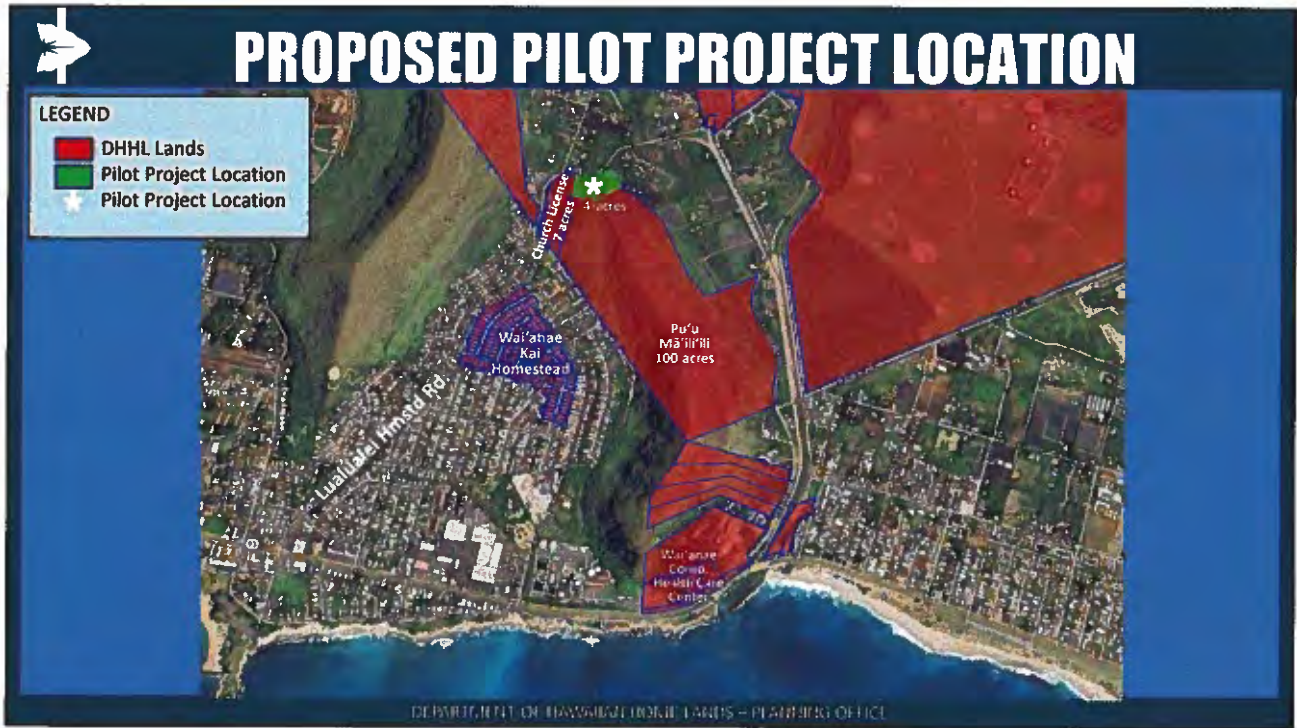 PROPOSED PILOT PROJECT LOCATION
LEGEND
DHHL Lands
Pilot Project Location
Pilot Project Location
4 acres
Church License
7 acres
Pu'u
Mā'ili'ili
100 acres
Wai'anae
Kai
Homestead
Lualualei Hmstd Rd.
Wai'anae
Comp.
Health Care
Center
DEPARTMENT OF HAWAIIAN HOME LANDS – PLANNING OFFICE